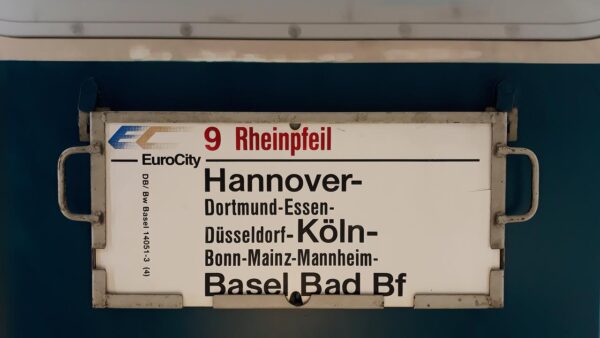 EC
EuroCity
9 Rheinpfeil
Hannover-
Dortmund-Essen-
Düsseldorf-Köln-
Bonn-Mainz-Mannheim-
Basel Bad Bf
DB/ Bw Basel 14051-3 (4)